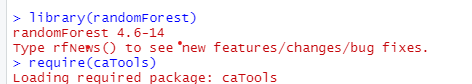 > library(randomForest)
randomForest 4.6-14
Type rfNews() to see new features/changes/bug fixes.
> require(caTools)
Loading required package: caTools